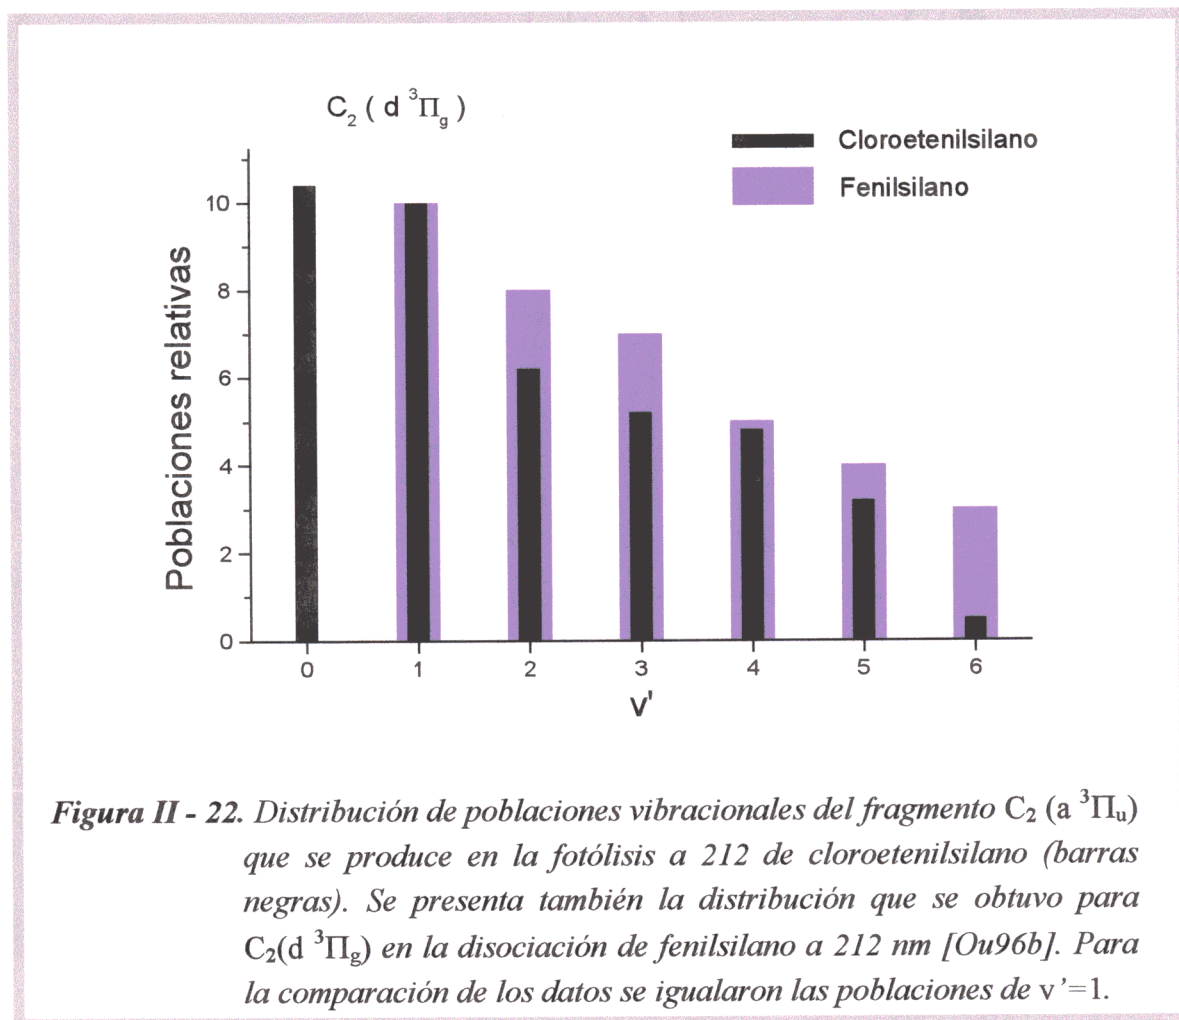 C₂ ( d ³Π_g )
Cloroetenilsilano
Fenilsilano
Poblaciones relativas
10
8
6
4
2
0
0 1 2 3 4 5 6
v'
Figura II - 22. Distribución de poblaciones vibracionales del fragmento C₂ (a ³Πᵤ)
que se produce en la fotólisis a 212 de cloroetenilsilano (barras
negras). Se presenta también la distribución que se obtuvo para
C₂(d ³Π_g) en la disociación de fenilsilano a 212 nm [Ou96b]. Para
la comparación de los datos se igualaron las poblaciones de v'=1.